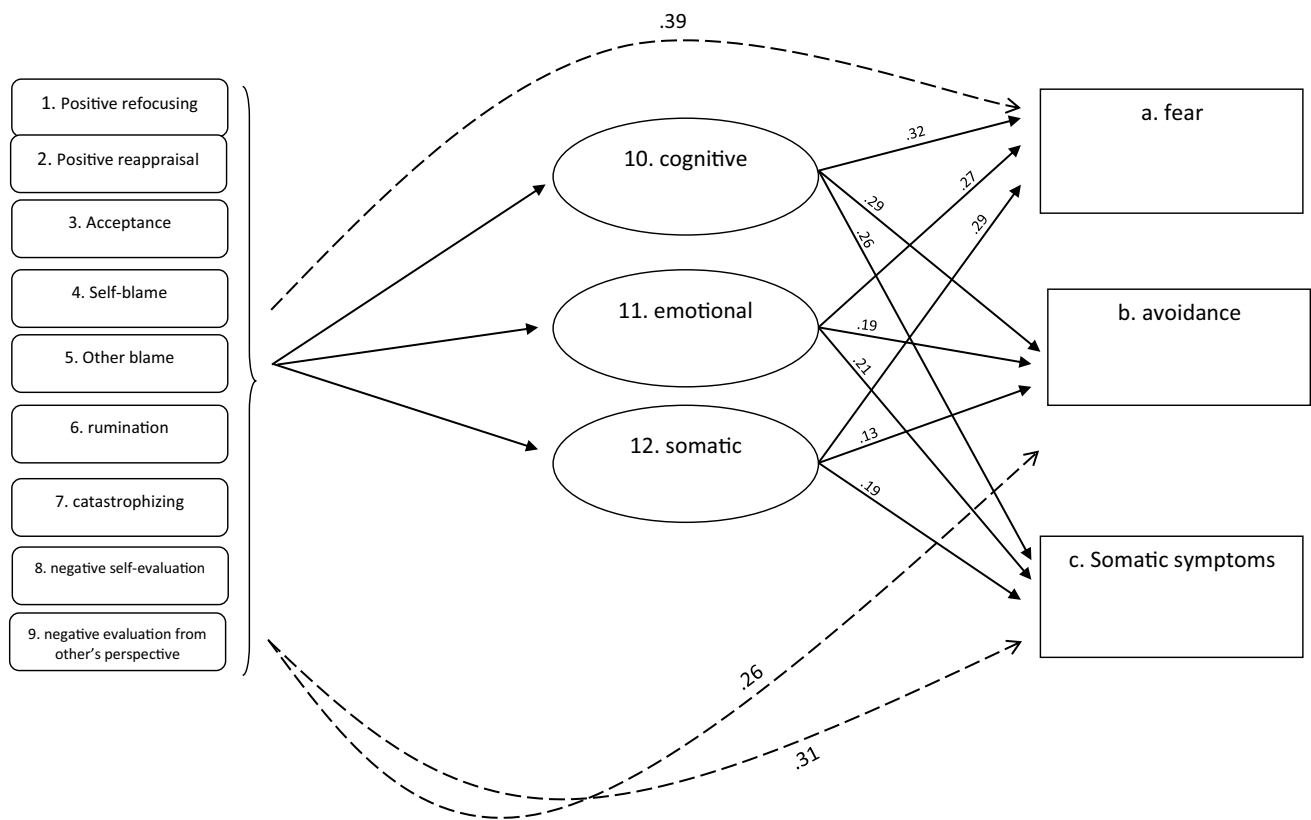 .39
1. Positive refocusing
2. Positive reappraisal
3. Acceptance
4. Self-blame
5. Other blame
6. rumination
7. catastrophizing
8. negative self-evaluation
9. negative evaluation from
other's perspective
10. cognitive
11. emotional
12. somatic
.32
.29
.26
.27
.19
.21
.29
.13
.19
.26
.31
a. fear
b. avoidance
c. Somatic symptoms